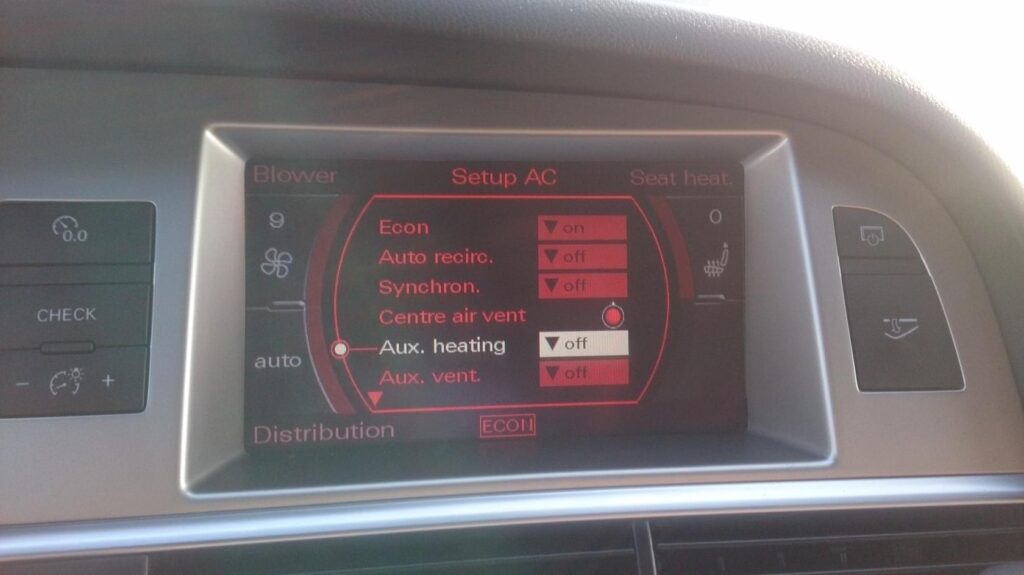 Blower Setup AC Seat heat.
9 0
0.0
Econ on
Auto recirc. off
Synchron. off
Centre air vent
CHECK
Aux. heating off
auto
Aux. vent. off
- +
Distribution ECON